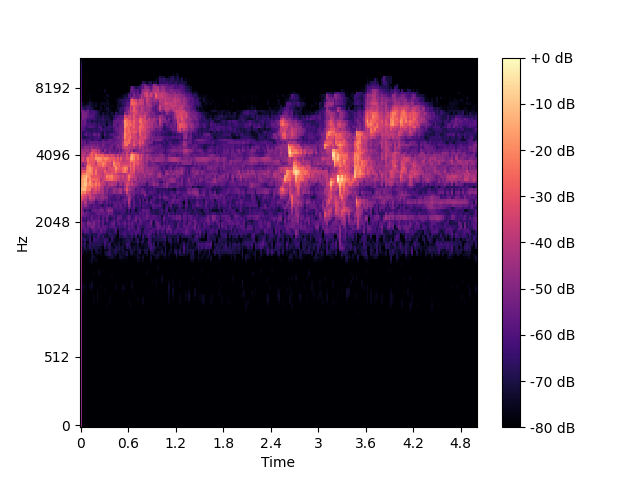 +0 dB
8192
-10 dB
4096
-20 dB
-30 dB
2048
Hz
-40 dB
1024
-50 dB
-60 dB
512
-70 dB
0
-80 dB
0 0.6 1.2 1.8 2.4 3 3.6 4.2 4.8
Time